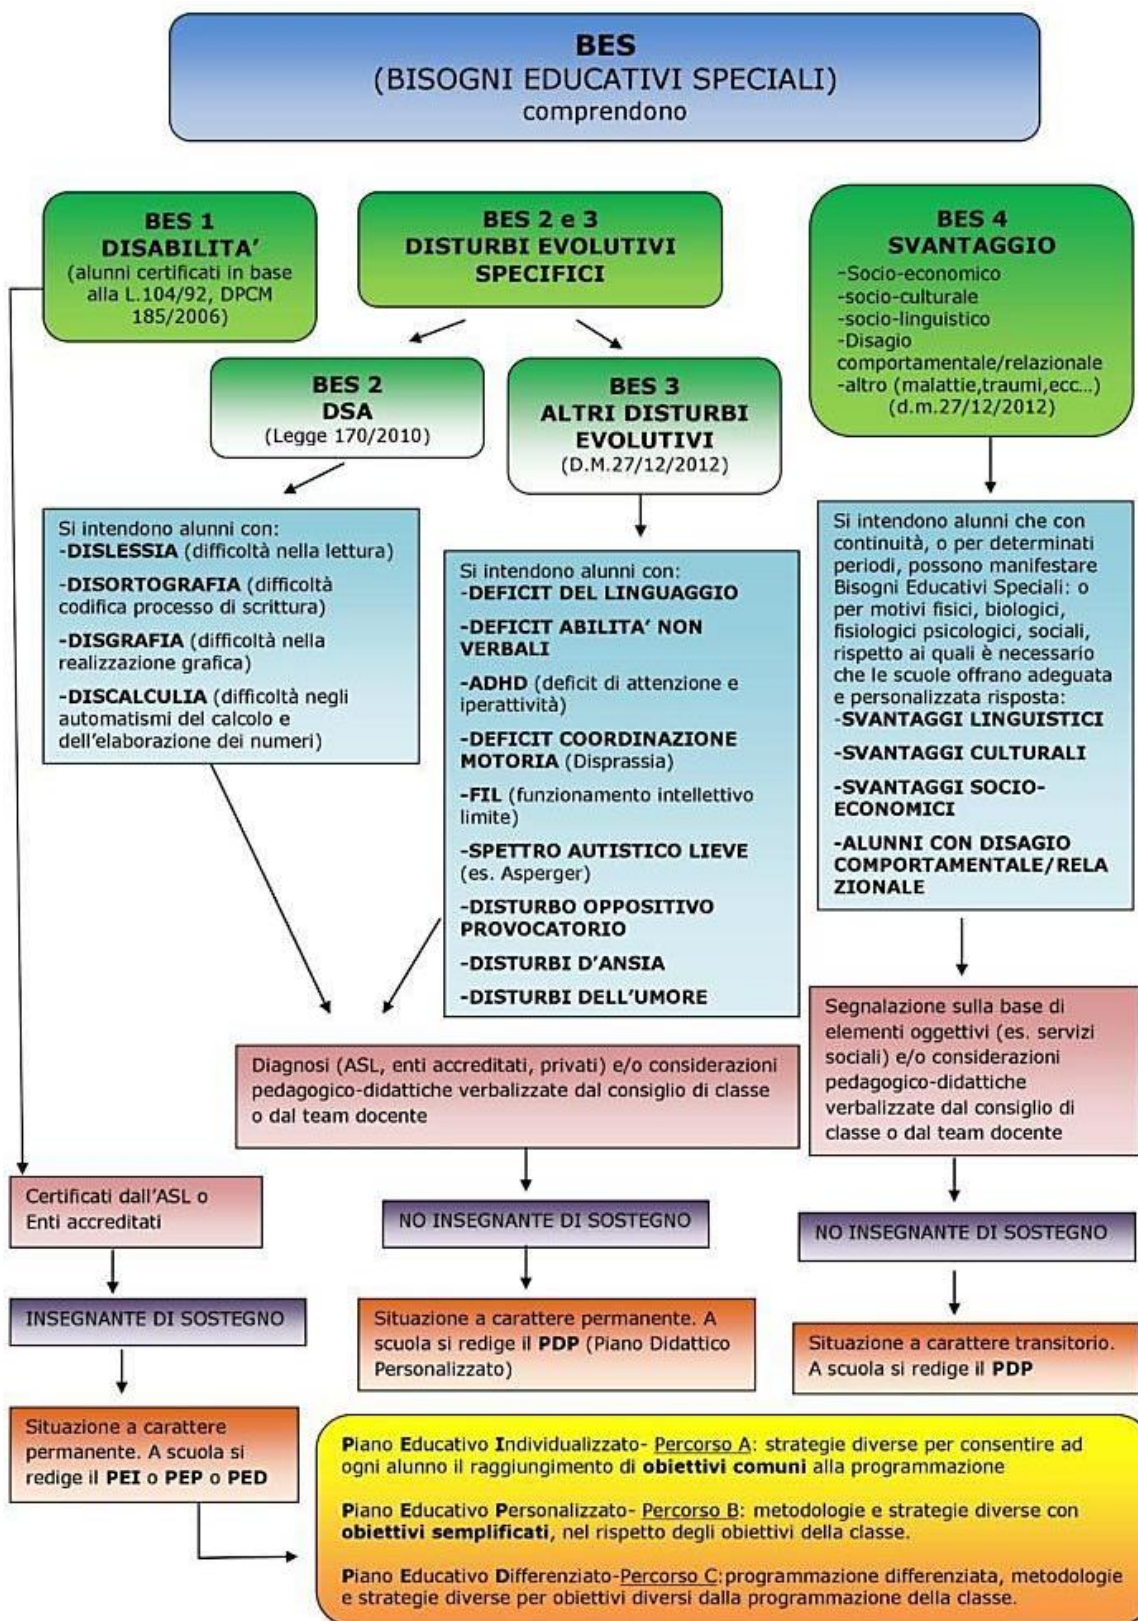 BES
(BISOGNI EDUCATIVI SPECIALI)
comprendono
BES 1
DISABILITA’
(alunni certificati in base
alla L.104/92, DPCM
185/2006)
BES 2 e 3
DISTURBI EVOLUTIVI
SPECIFICI
BES 4
SVANTAGGIO
-Socio-economico
-socio-culturale
-socio-linguistico
-Disagio
comportamentale/relazionale
-altro (malattie,traumi,ecc...)
(d.m.27/12/2012)
BES 2
DSA
(Legge 170/2010)
BES 3
ALTRI DISTURBI
EVOLUTIVI
(D.M.27/12/2012)
Si intendono alunni con:
-DISLESSIA (difficoltà nella lettura)
-DISORTOGRAFIA (difficoltà
codifica processo di scrittura)
-DISGRAFIA (difficoltà nella
realizzazione grafica)
-DISCALCULIA (difficoltà negli
automatismi del calcolo e
dell’elaborazione dei numeri)
Si intendono alunni con:
-DEFICIT DEL LINGUAGGIO
-DEFICIT ABILITA’ NON
VERBALI
-ADHD (deficit di attenzione e
iperattività)
-DEFICIT COORDINAZIONE
MOTORIA (Disprassia)
-FIL (funzionamento intellettivo
limite)
-SPETTRO AUTISTICO LIEVE
(es. Asperger)
-DISTURBO OPPOSITIVO
PROVOCATORIO
-DISTURBI D’ANSIA
-DISTURBI DELL’UMORE
Si intendono alunni che con
continuità, o per determinati
periodi, possono manifestare
Bisogni Educativi Speciali: o
per motivi fisici, biologici,
fisiologici psicologici, sociali,
rispetto ai quali è necessario
che le scuole offrano adeguata
e personalizzata risposta:
-SVANTAGGI LINGUISTICI
-SVANTAGGI CULTURALI
-SVANTAGGI SOCIO-
ECONOMICI
-ALUNNI CON DISAGIO
COMPORTAMENTALE/RELA
ZIONALE
Diagnosi (ASL, enti accreditati, privati) e/o considerazioni
pedagogico-didattiche verbalizzate dal consiglio di classe
o dal team docente
Segnalazione sulla base di
elementi oggettivi (es. servizi
sociali) e/o considerazioni
pedagogico-didattiche
verbalizzate dal consiglio di
classe o dal team docente
Certificati dall’ASL o
Enti accreditati
NO INSEGNANTE DI SOSTEGNO
NO INSEGNANTE DI SOSTEGNO
INSEGNANTE DI SOSTEGNO
Situazione a carattere permanente. A
scuola si redige il PDP (Piano Didattico
Personalizzato)
Situazione a carattere transitorio.
A scuola si redige il PDP
Situazione a carattere
permanente. A scuola si
redige il PEI o PEP o PED
Piano Educativo Individualizzato- Percorso A: strategie diverse per consentire ad
ogni alunno il raggiungimento di obiettivi comuni alla programmazione
Piano Educativo Personalizzato- Percorso B: metodologie e strategie diverse con
obiettivi semplificati, nel rispetto degli obiettivi della classe.
Piano Educativo Differenziato-Percorso C:programmazione differenziata, metodologie
e strategie diverse per obiettivi diversi dalla programmazione della classe.